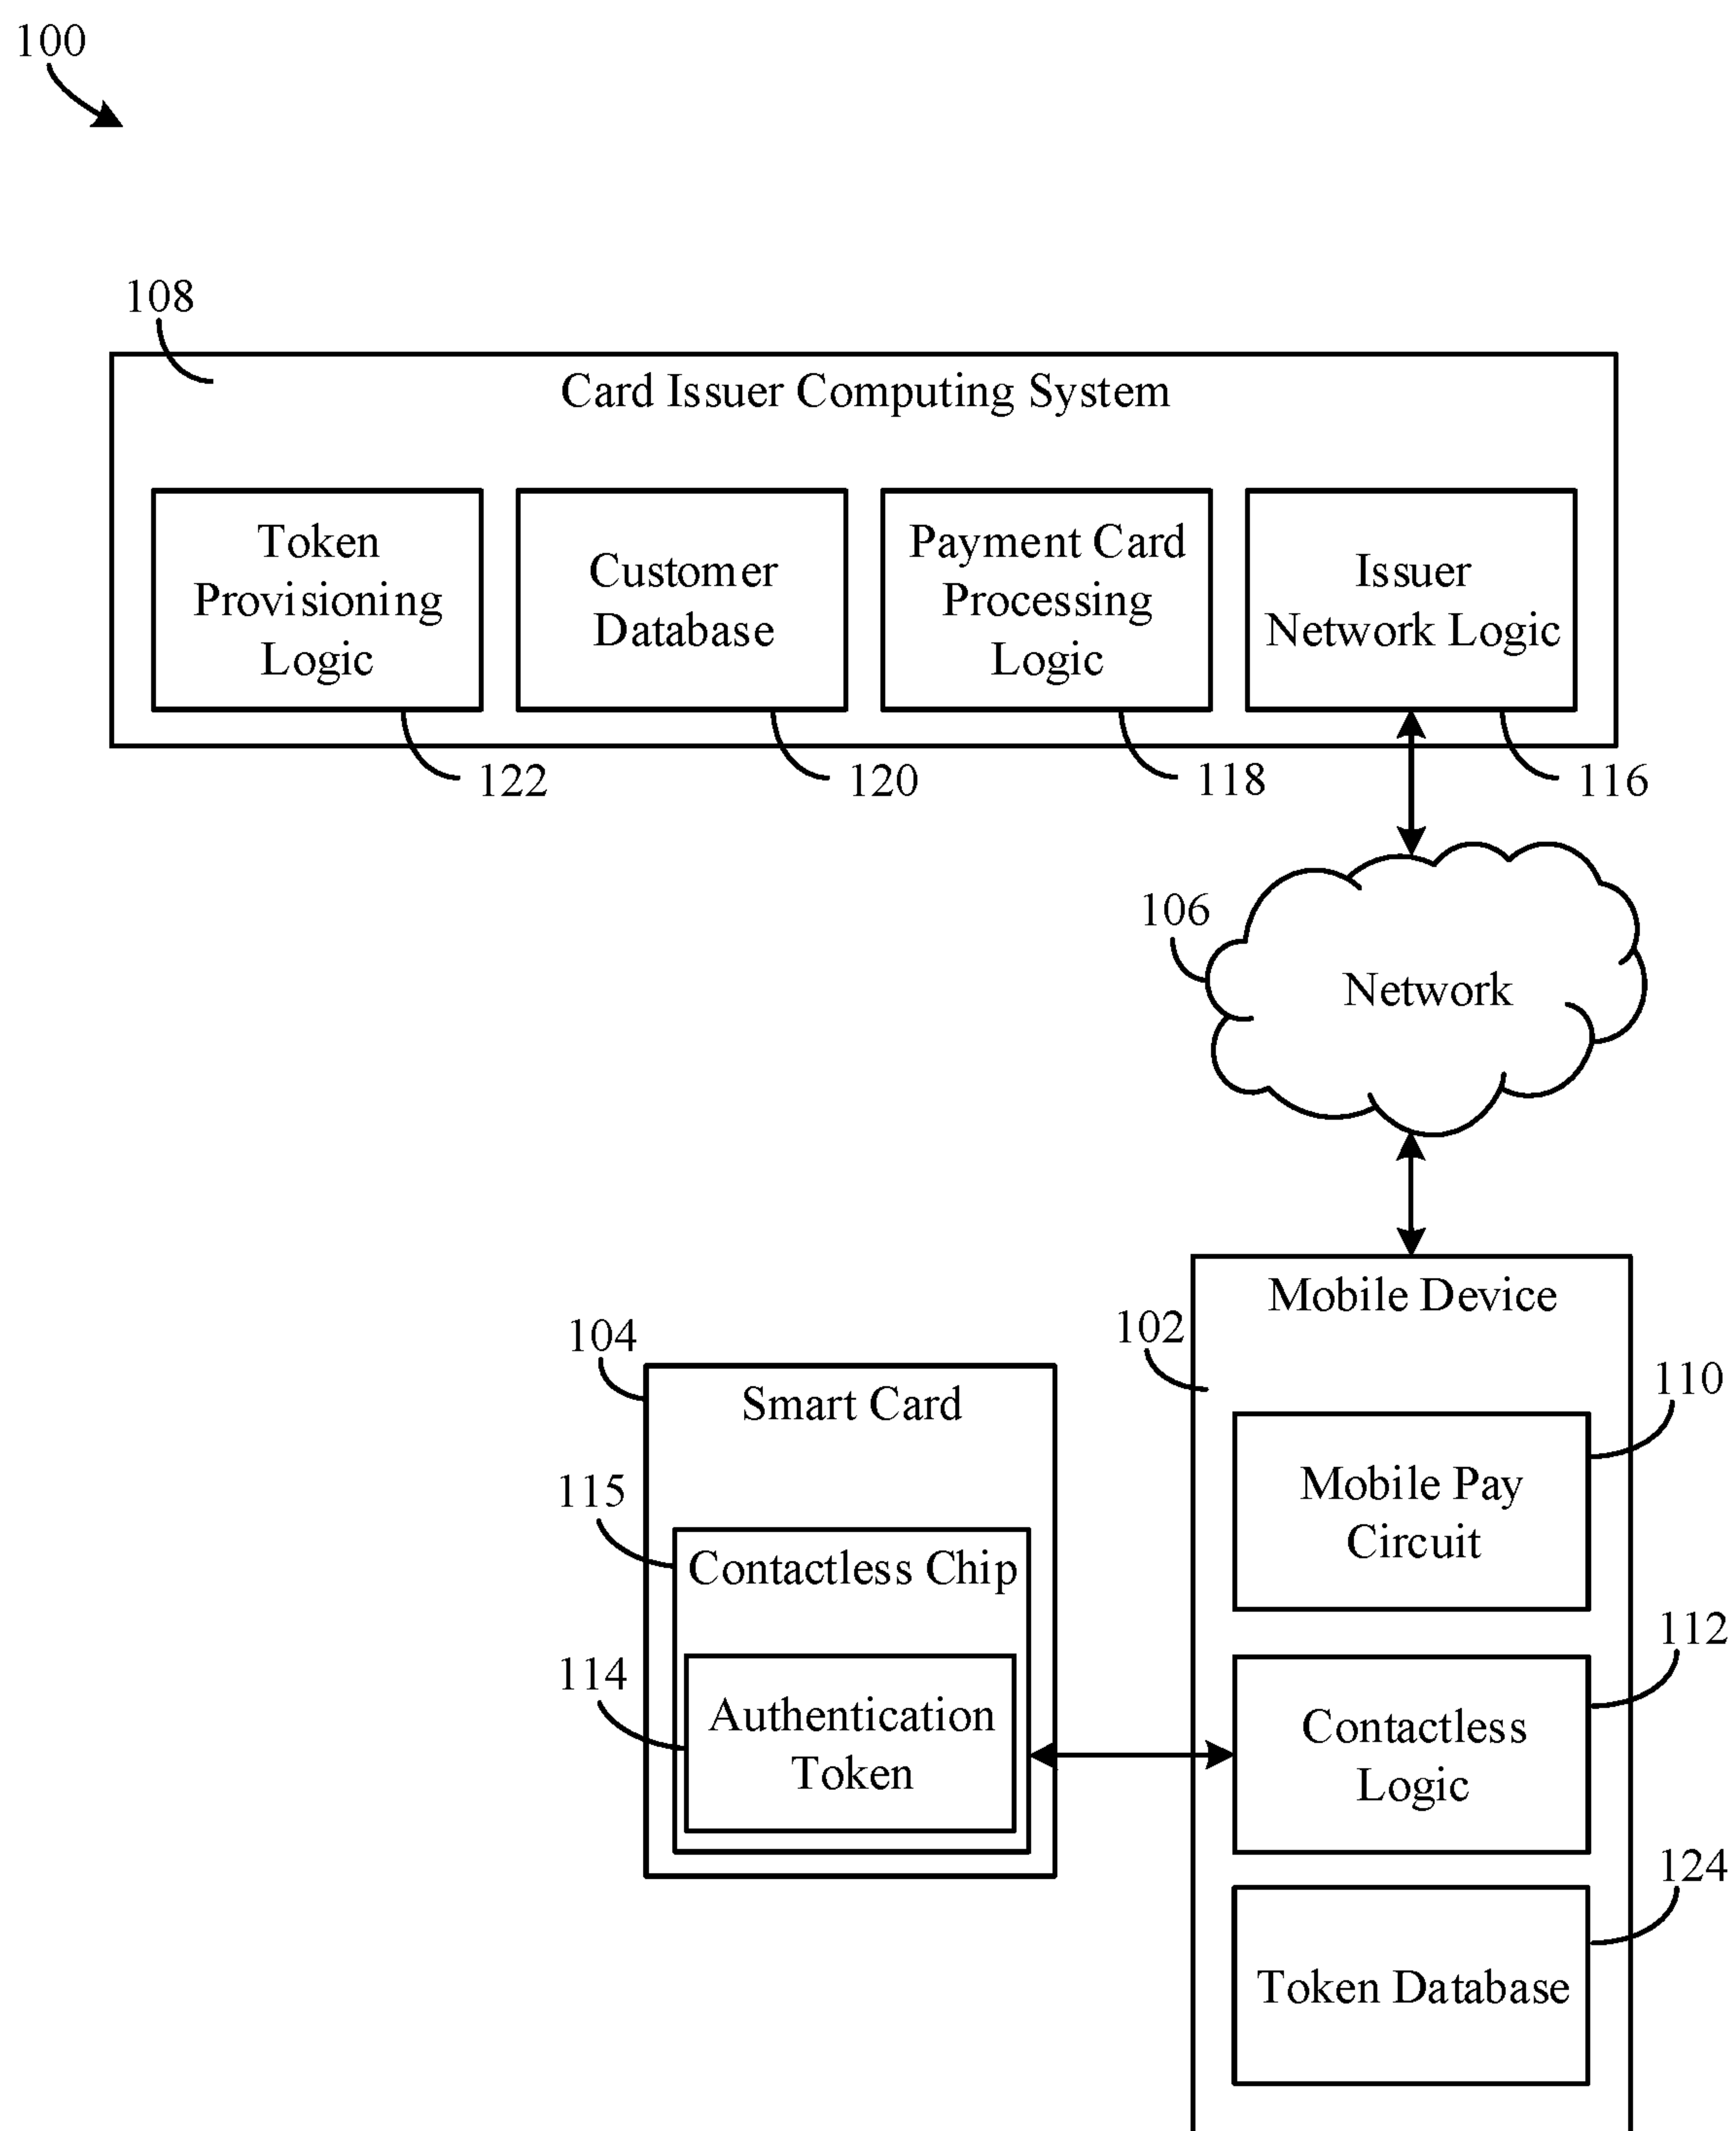 100
108
Card Issuer Computing System
Token
Provisioning
Logic
Customer
Database
Payment Card
Processing
Logic
Issuer
Network Logic
122
120
118
116
106
Network
Mobile Device
102
104
Smart Card
110
Mobile Pay
Circuit
115
Contactless Chip
112
114
Authentication
Token
Contactless
Logic
124
Token Database